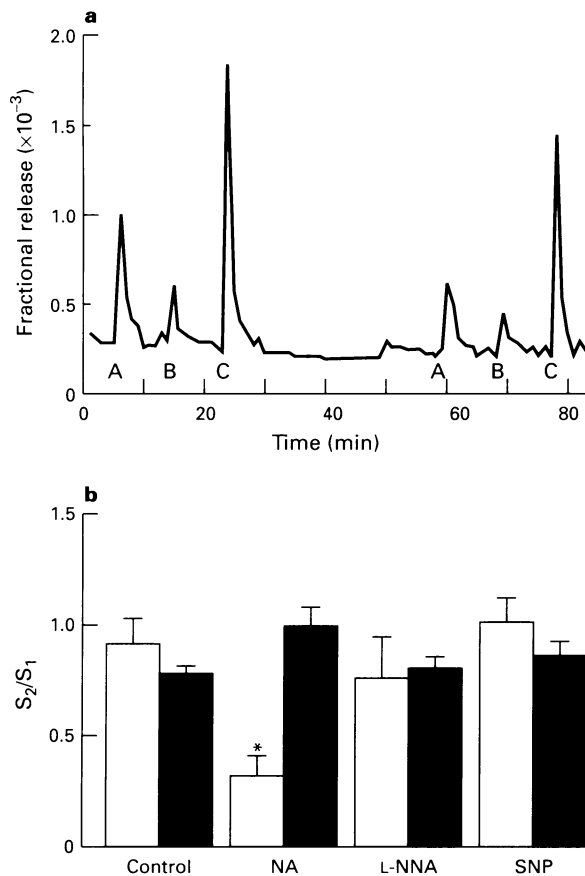 a
Fractional release (×10⁻³)
2.0
1.5
1.0
0.5
0
A B C A B C
0 20 40 60 80
Time (min)
b
S₂/S₁
1.5
1.0
0.5
0
*
Control NA L-NNA SNP